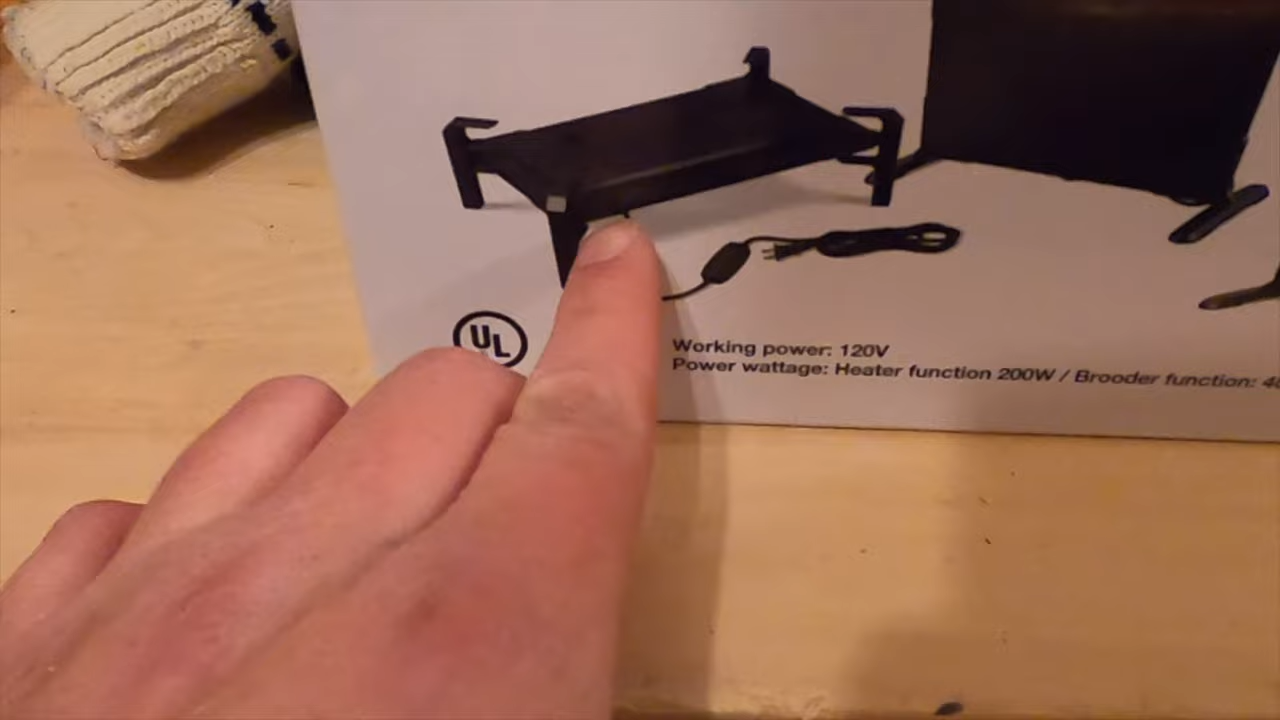 UL
Working power: 120V
Power wattage: Heater function 200W / Brooder function: